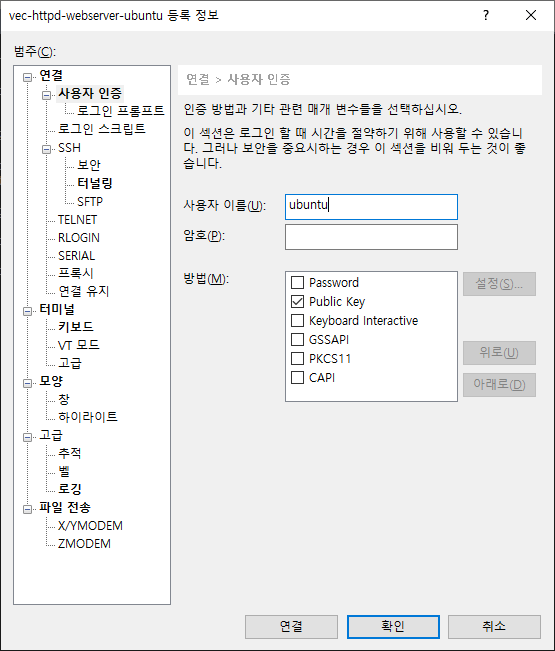 vec-httpd-webserver-ubuntu 등록 정보
범주(C):
연결
사용자 인증
로그인 프롬프트
로그인 스크립트
SSH
보안
터널링
SFTP
TELNET
RLOGIN
SERIAL
프록시
연결 유지
터미널
키보드
VT 모드
고급
모양
창
하이라이트
고급
추적
벨
로깅
파일 전송
X/YMODEM
ZMODEM
연결 > 사용자 인증
인증 방법과 기타 관련 매개 변수들을 선택하십시오.
이 섹션은 로그인 할 때 시간을 절약하기 위해 사용할 수 있습니
다. 그러나 보안을 중요시하는 경우 이 섹션을 비워 두는 것이 좋
습니다.
사용자 이름(U): ubuntu
암호(P):
방법(M):
Password
Public Key
Keyboard Interactive
GSSAPI
PKCS11
CAPI
설정(S)...
위로(U)
아래로(D)
연결 확인 취소